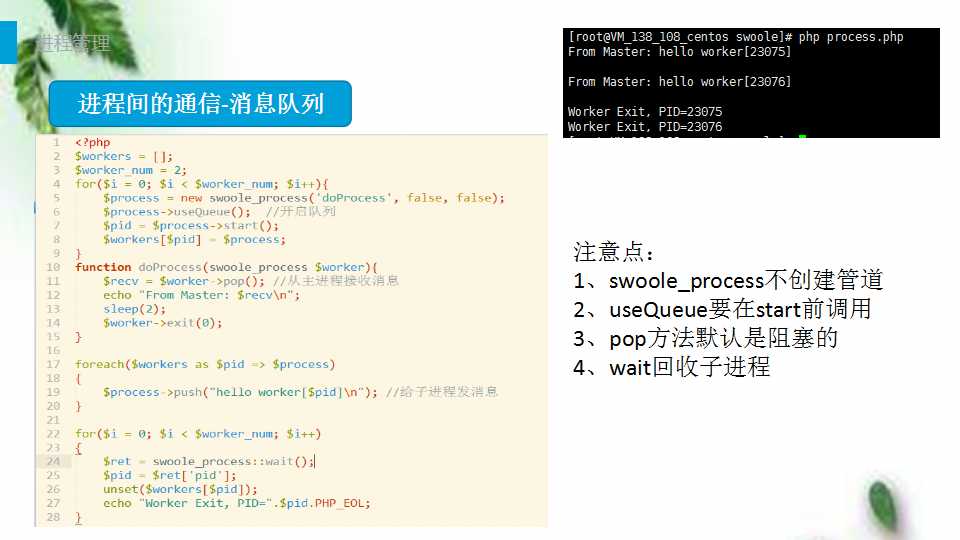 进程管理
进程间的通信-消息队列
1 <?php
2 $workers = [];
3 $worker_num = 2;
4 for($i = 0; $i < $worker_num; $i++){
5 $process = new swoole_process('doProcess', false, false);
6 $process->useQueue(); //开启队列
7 $pid = $process->start();
8 $workers[$pid] = $process;
9 }
10 function doProcess(swoole_process $worker){
11 $recv = $worker->pop(); //从主进程接收消息
12 echo "From Master: $recv\n";
13 sleep(2);
14 $worker->exit(0);
15 }
16
17 foreach($workers as $pid => $process)
18 {
19 $process->push("hello worker[$pid]\n"); //给子进程发消息
20 }
21
22 for($i = 0; $i < $worker_num; $i++)
23 {
24 $ret = swoole_process::wait();
25 $pid = $ret['pid'];
26 unset($workers[$pid]);
27 echo "Worker Exit, PID=".$pid.PHP_EOL;
28 }
[root@VM_138_108_centos swoole]# php process.php
From Master: hello worker[23075]
From Master: hello worker[23076]
Worker Exit, PID=23075
Worker Exit, PID=23076
注意点：
1、swoole_process不创建管道
2、useQueue要在start前调用
3、pop方法默认是阻塞的
4、wait回收子进程